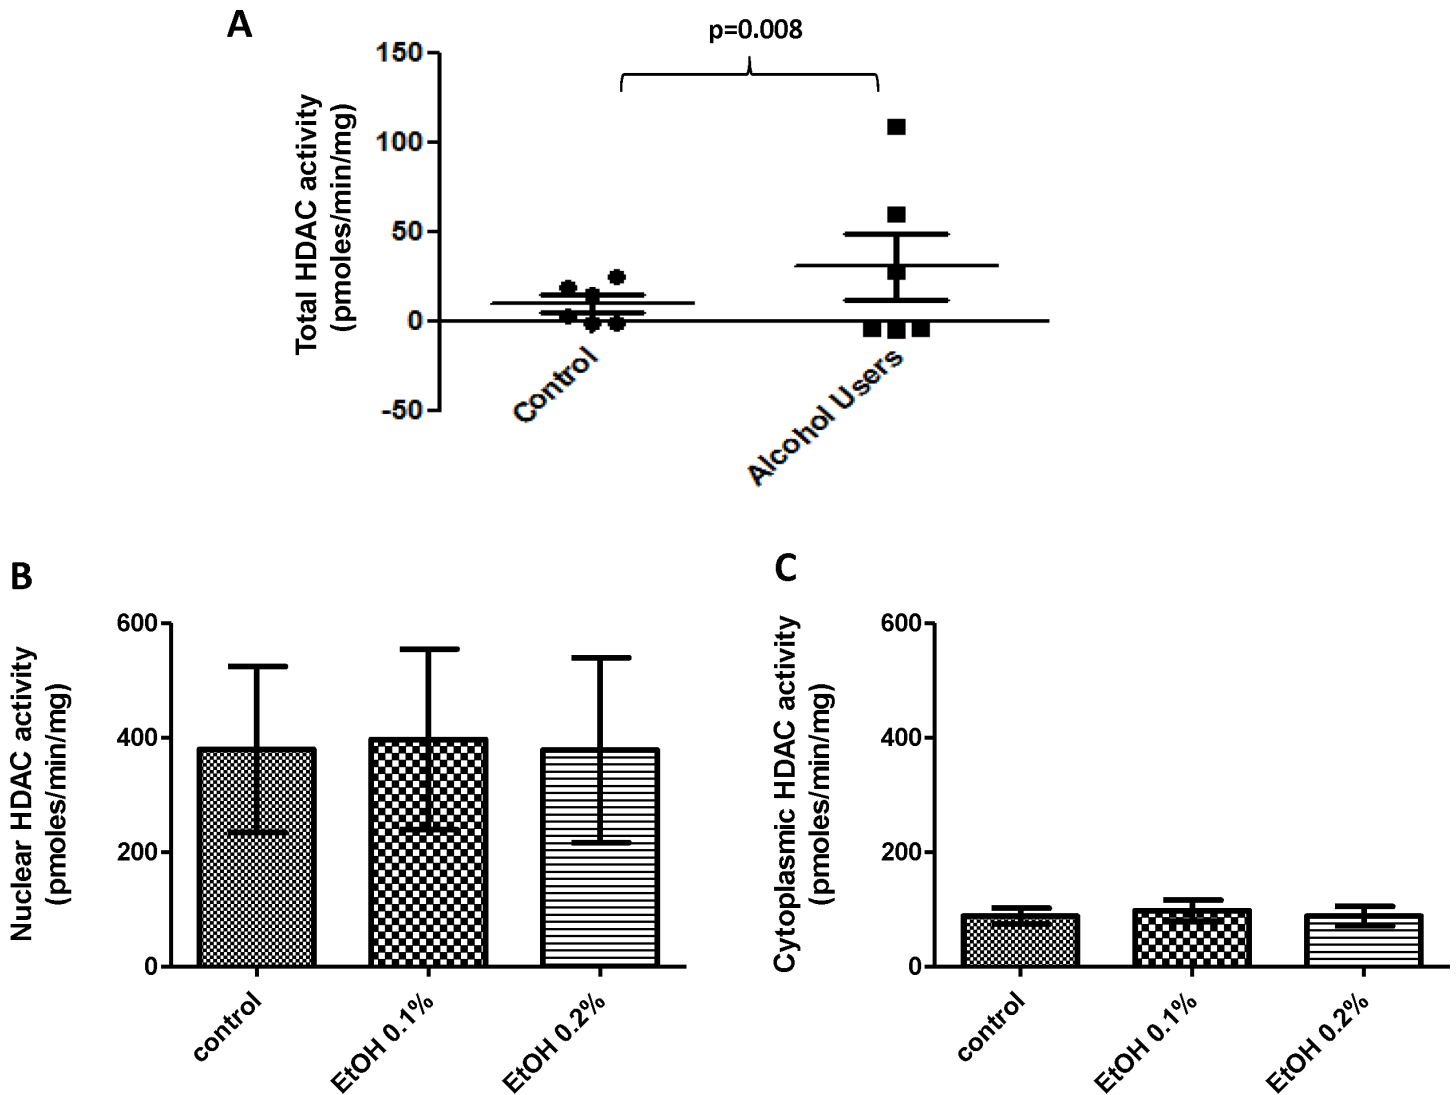 A
p=0.008
Total HDAC activity
(pmoles/min/mg)
150
100
50
0
-50
Control
Alcohol Users
B
Nuclear HDAC activity
(pmoles/min/mg)
600
400
200
0
control
EtOH 0.1%
EtOH 0.2%
C
Cytoplasmic HDAC activity
(pmoles/min/mg)
600
400
200
0
control
EtOH 0.1%
EtOH 0.2%